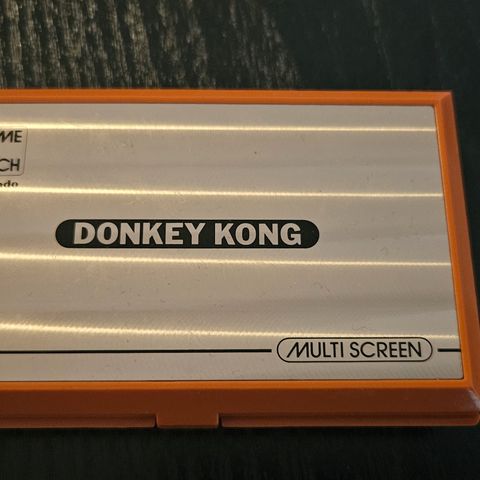 ME
CH
DONKEY KONG
MULTI SCREEN